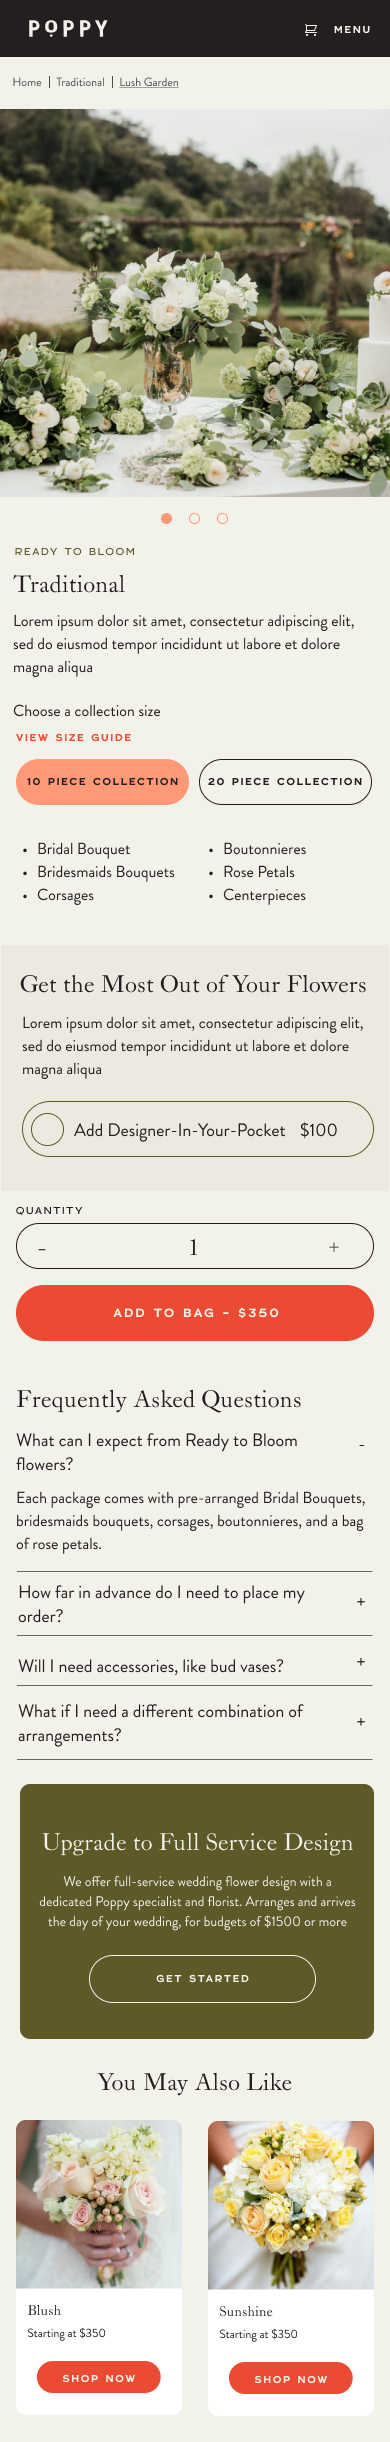 POPPY
MENU
Home | Traditional | Lush Garden
READY TO BLOOM
Traditional
Lorem ipsum dolor sit amet, consectetur adipiscing elit,
sed do eiusmod tempor incididunt ut labore et dolore
magna aliqua
Choose a collection size
VIEW SIZE GUIDE
10 PIECE COLLECTION
20 PIECE COLLECTION
• Bridal Bouquet
• Bridesmaids Bouquets
• Corsages
• Boutonnieres
• Rose Petals
• Centerpieces
Get the Most Out of Your Flowers
Lorem ipsum dolor sit amet, consectetur adipiscing elit,
sed do eiusmod tempor incididunt ut labore et dolore
magna aliqua
Add Designer-In-Your-Pocket $100
QUANTITY
- 1 +
ADD TO BAG - $350
Frequently Asked Questions
What can I expect from Ready to Bloom -
flowers?
Each package comes with pre-arranged Bridal Bouquets,
bridesmaids bouquets, corsages, boutonnieres, and a bag
of rose petals.
How far in advance do I need to place my +
order?
Will I need accessories, like bud vases? +
What if I need a different combination of +
arrangements?
Upgrade to Full Service Design
We offer full-service wedding flower design with a
dedicated Poppy specialist and florist. Arranges and arrives
the day of your wedding, for budgets of $1500 or more
GET STARTED
You May Also Like
Blush
Starting at $350
SHOP NOW
Sunshine
Starting at $350
SHOP NOW